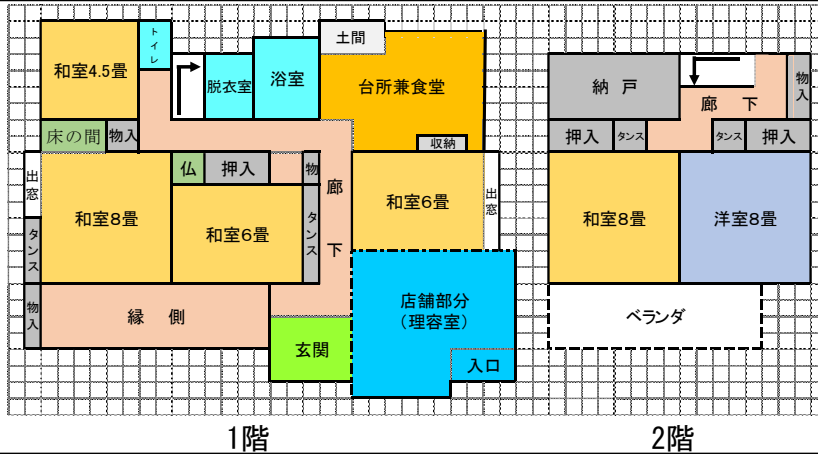 トイレ
和室4.5畳
脱衣室
浴室
土間
台所兼食堂
収納
床の間
物入
仏
押入
物
廊下
出窓
和室8畳
和室6畳
タンス
和室6畳
出窓
タンス
物入
縁側
玄関
店舗部分
（理容室）
入口
1階
納戸
廊下
物入
押入
タンス
タンス
押入
和室8畳
洋室8畳
ベランダ
2階